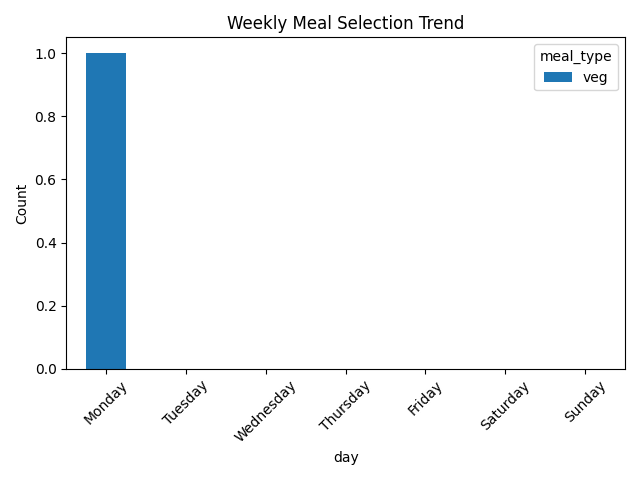 Weekly Meal Selection Trend
meal_type
veg
Count
1.0
0.8
0.6
0.4
0.2
0.0
Monday
Tuesday
Wednesday
Thursday
Friday
Saturday
Sunday
day